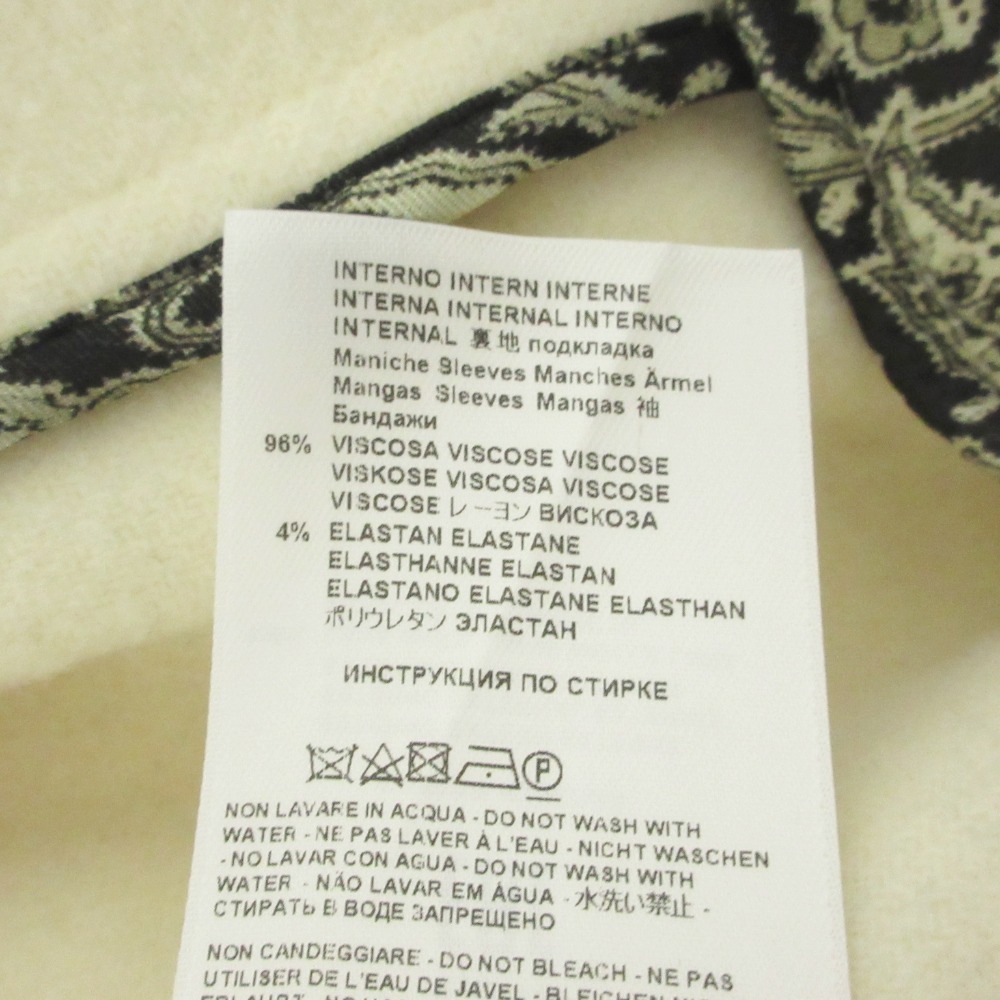 INTERNO INTERN INTERNE
INTERNA INTERNAL INTERNO
INTERNAL 裏地 подкладка
Maniche Sleeves Manches Ärmel
Mangas Sleeves Mangas 袖
Бандажи
96% VISCOSA VISCOSE VISCOSE
VISKOSE VISCOSA VISCOSE
VISCOSE レーヨン ВИСКОЗА
4% ELASTAN ELASTANE
ELASTHANNE ELASTAN
ELASTANO ELASTANE ELASTHAN
ポリウレタン ЭЛАСТАН
ИНСТРУКЦИЯ ПО СТИРКЕ
P
NON LAVARE IN ACQUA - DO NOT WASH WITH
WATER - NE PAS LAVER À L'EAU - NICHT WASCHEN
- NO LAVAR CON AGUA - DO NOT WASH WITH
WATER - NÃO LAVAR EM ÁGUA - 水洗い禁止 -
СТИРАТЬ В ВОДЕ ЗАПРЕЩЕНО
NON CANDEGGIARE - DO NOT BLEACH - NE PAS
UTILISER DE L'EAU DE JAVEL - BLEICHEN